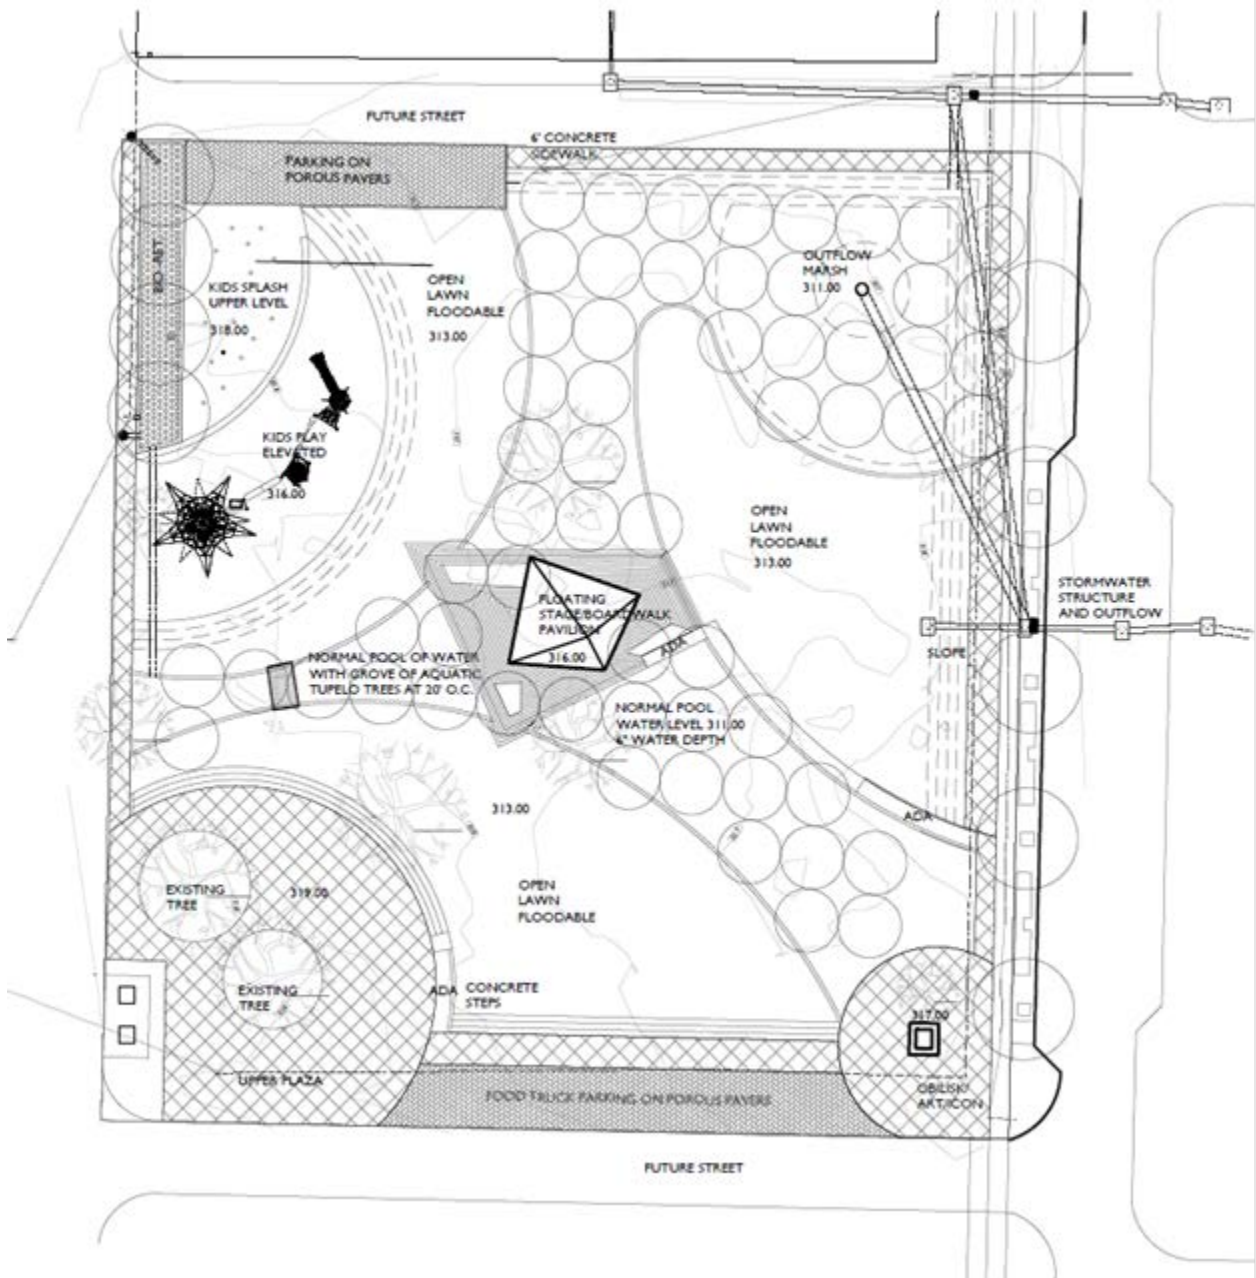 FUTURE STREET
6' CONCRETE
SIDEWALK
PARKING ON
POROUS PAVERS
BIO-RET
KIDS SPLASH
UPPER LEVEL
318.00
OPEN
LAWN
FLOODABLE
313.00
OUTFLOW
MARSH
311.00
KIDS PLAY
ELEVATED
316.00
OPEN
LAWN
FLOODABLE
313.00
FLOATING
STAGE/BOARDWALK
PAVILION
316.00
ADA
STORMWATER
STRUCTURE
AND OUTFLOW
SLOPE
NORMAL POOL OF WATER
WITH GROVE OF AQUATIC
TUPELO TREES AT 20' O.C.
NORMAL POOL
WATER LEVEL 311.00
6" WATER DEPTH
313.00
ADA
EXISTING
TREE
319.00
OPEN
LAWN
FLOODABLE
EXISTING
TREE
ADA
CONCRETE
STEPS
317.00
UPPER PLAZA
FOOD TRUCK PARKING ON POROUS PAVERS
OBILISK/
ART/ICON
FUTURE STREET